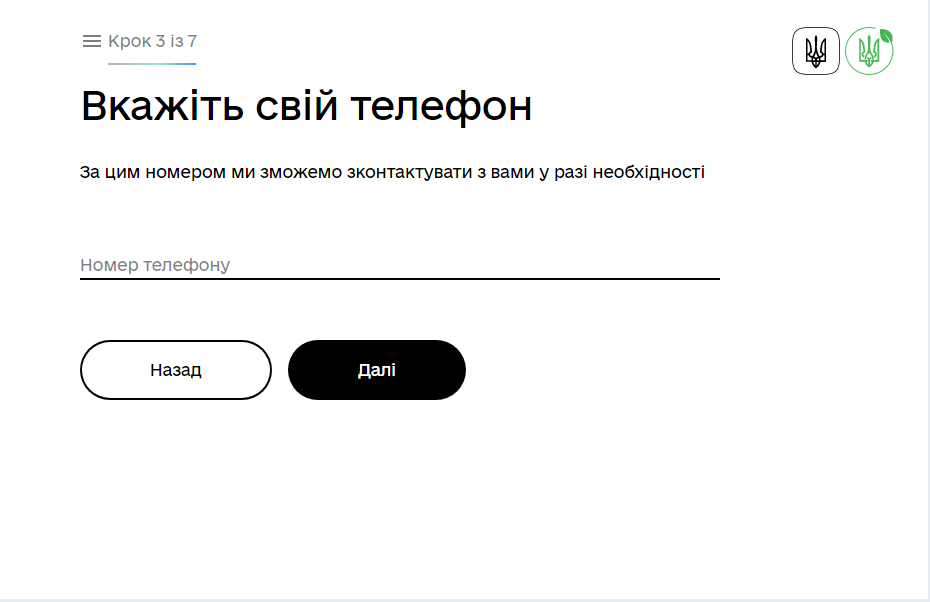 Крок 3 із 7
Вкажіть свій телефон
За цим номером ми зможемо зконтактувати з вами у разі необхідності
Номер телефону
Назад
Далі